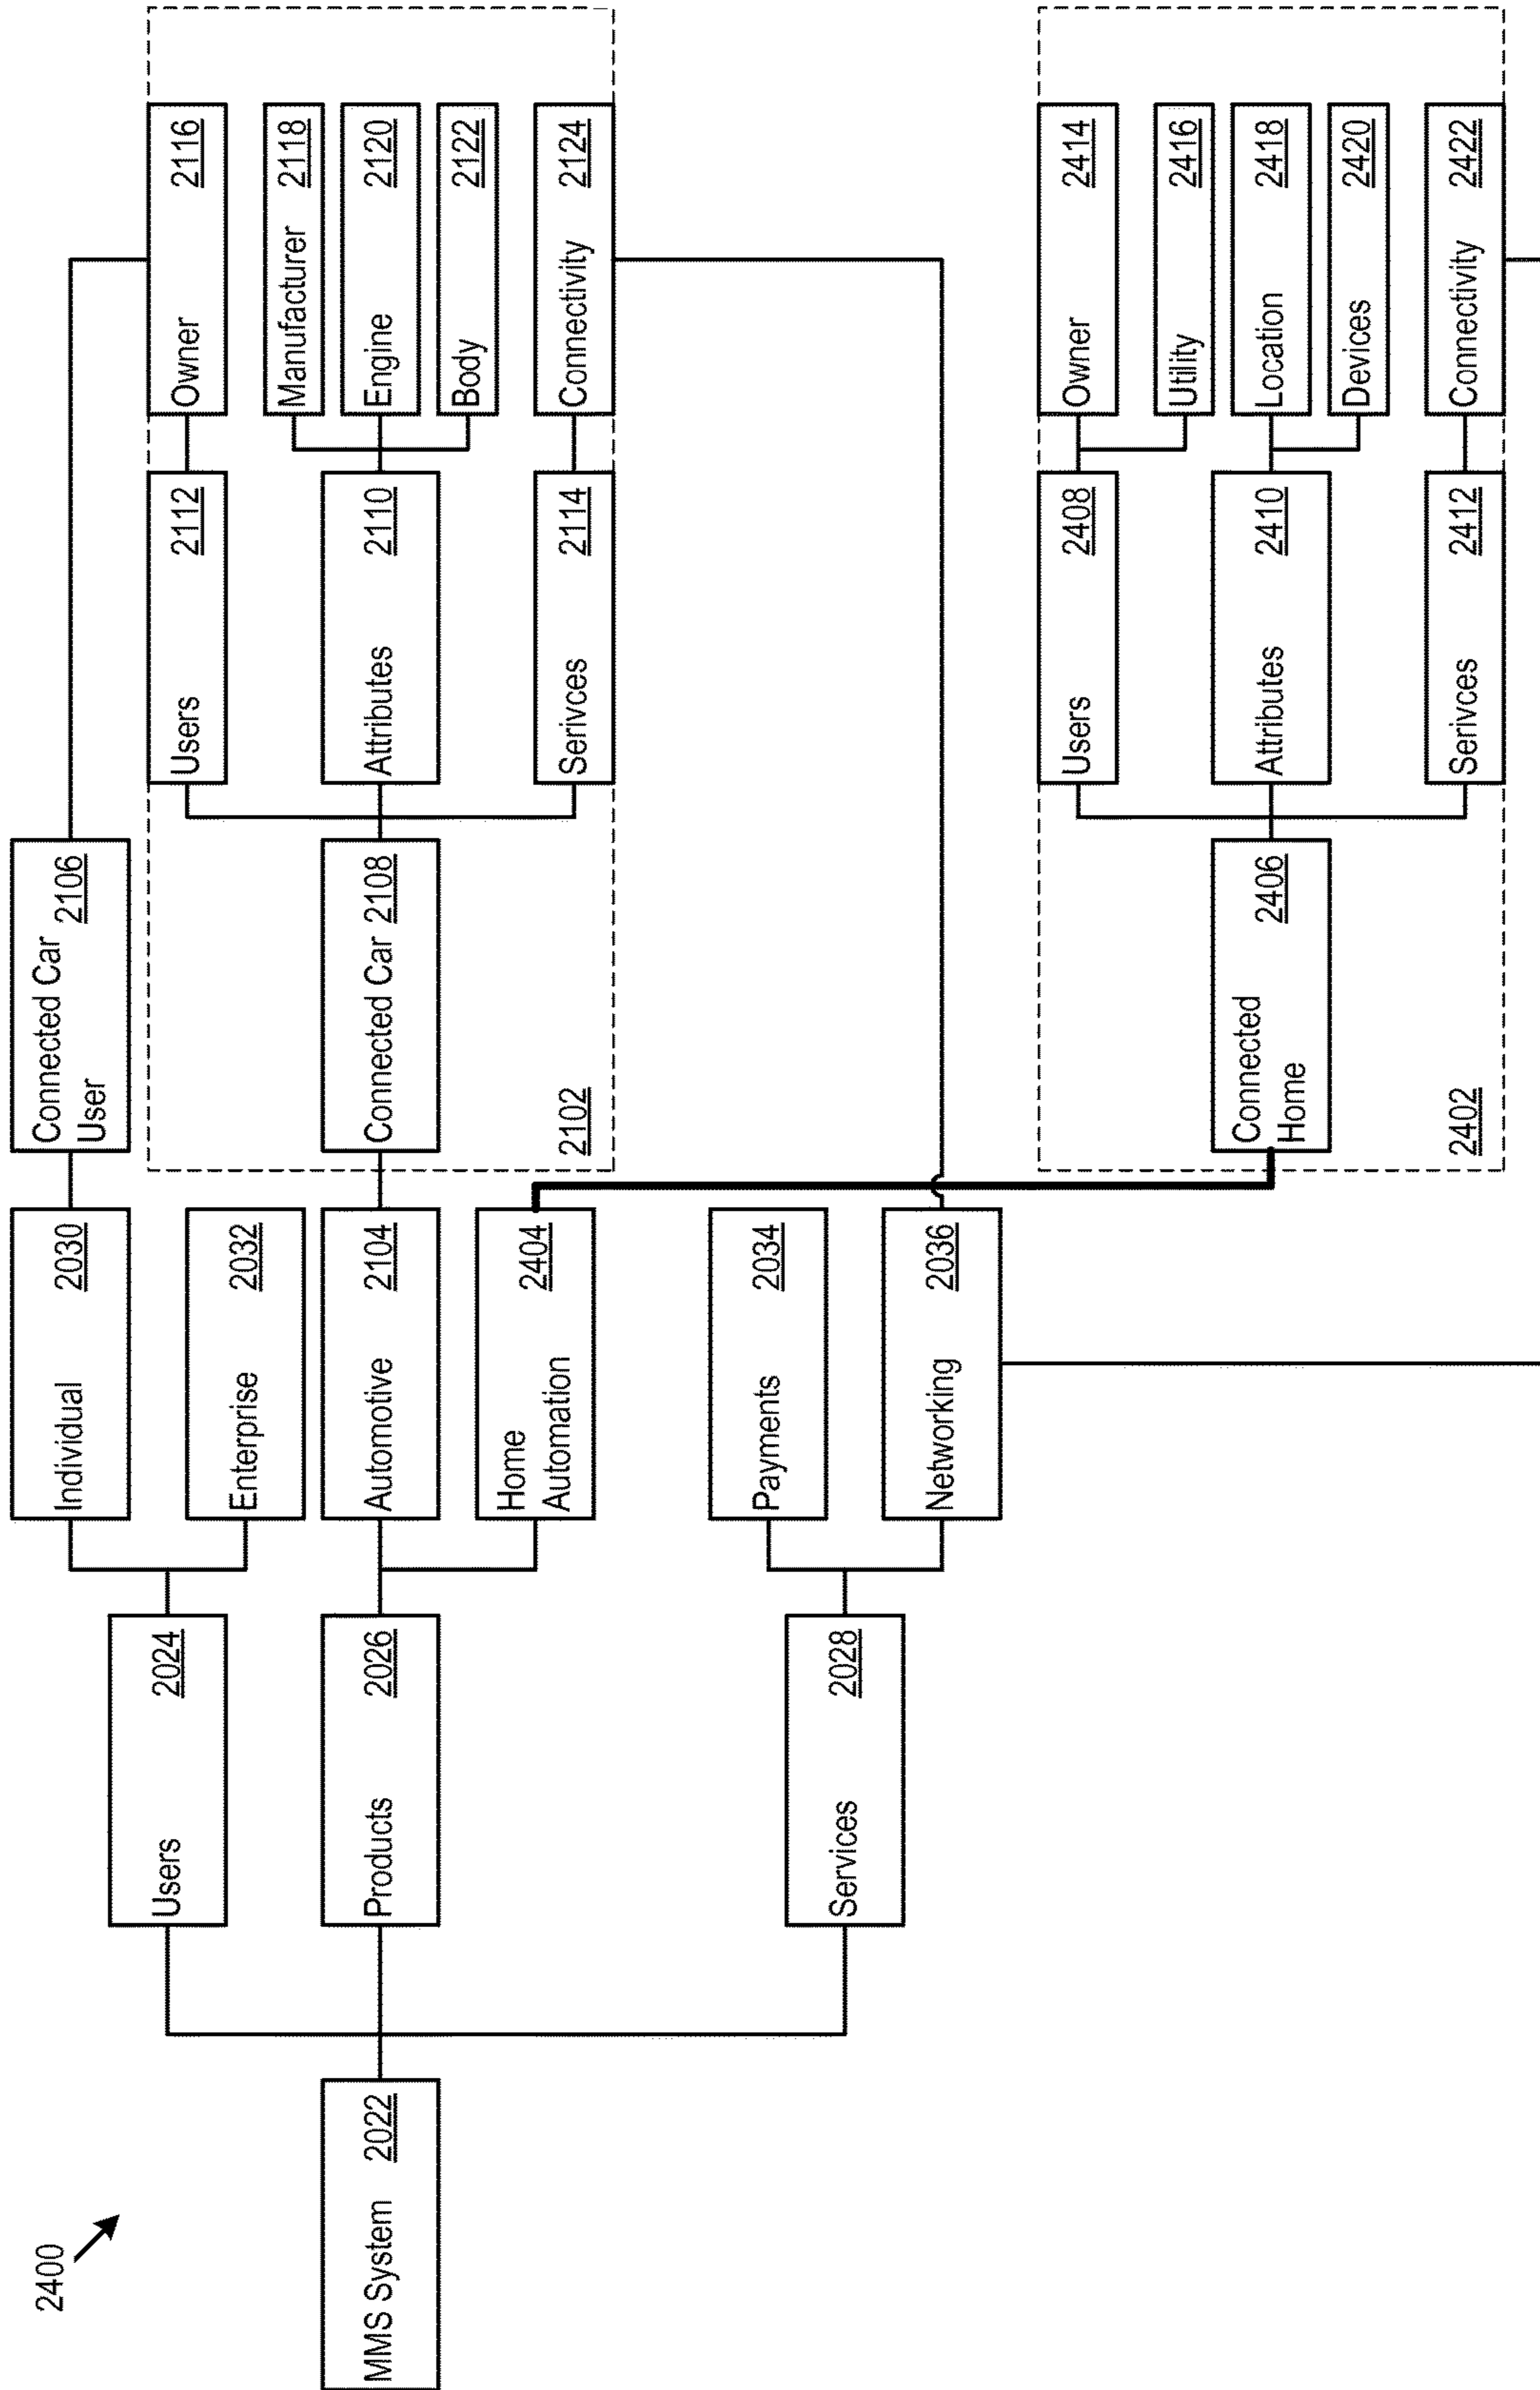 2400
MMS System 2022
Users 2024
Products 2026
Services 2028
Individual 2030
Enterprise 2032
Automotive 2104
Home
Automation
2404
Payments 2034
Networking 2036
Connected Car
User
2106
Connected Car 2108
2102
Users 2112
Attributes 2110
Serivces 2114
Owner 2116
Manufacturer 2118
Engine 2120
Body 2122
Connectivity 2124
Connected
Home
2406
2402
Users 2408
Attributes 2410
Serivces 2412
Owner 2414
Utility 2416
Location 2418
Devices 2420
Connectivity 2422